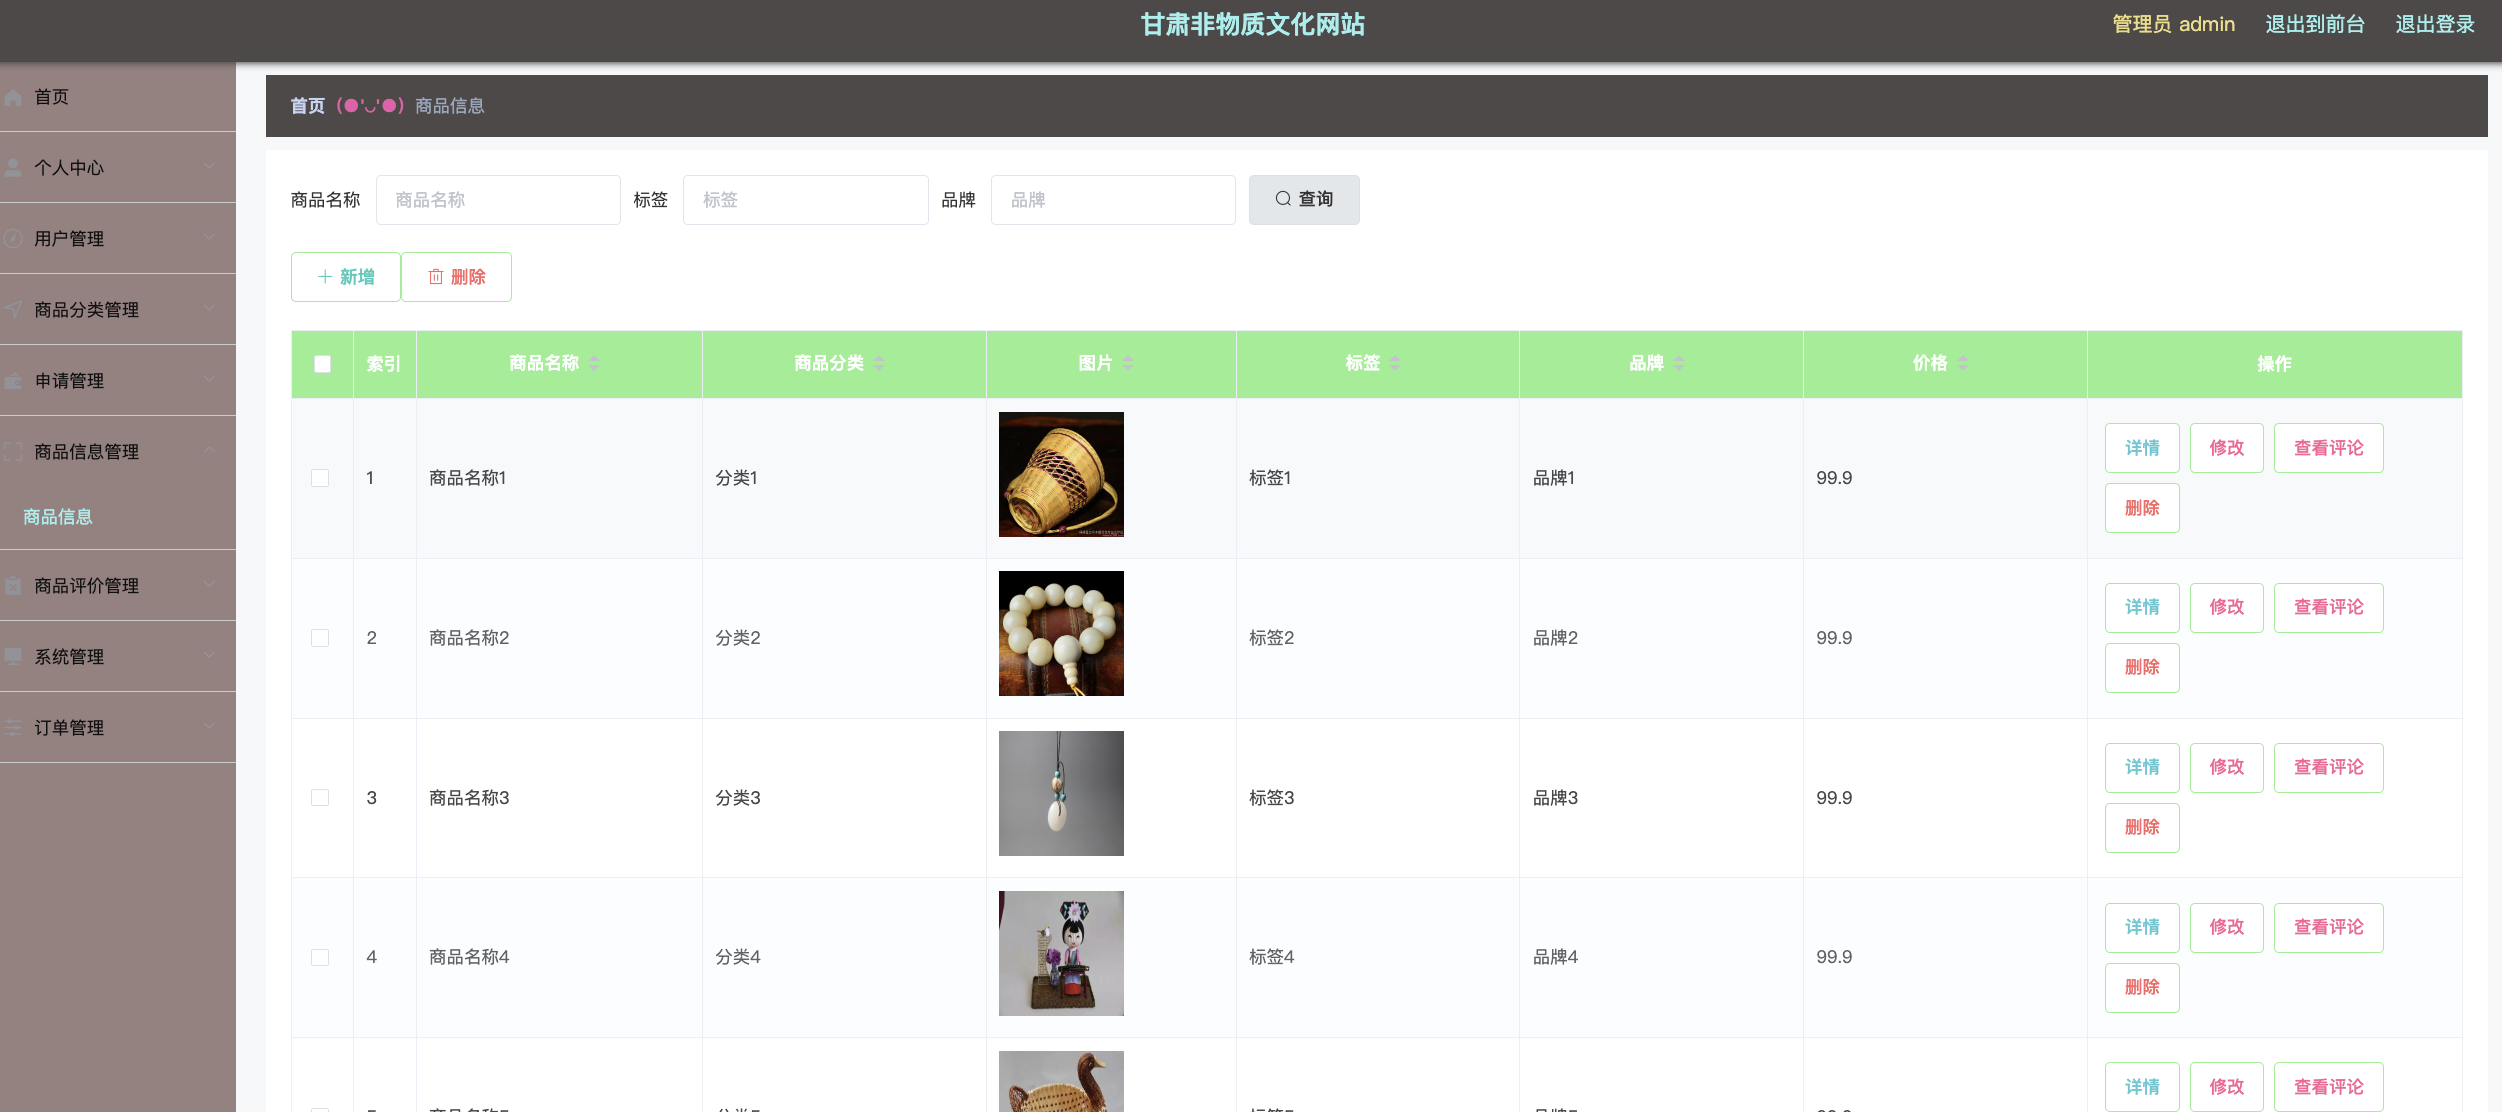 甘肃非物质文化网站
管理员 admin
退出到前台
退出登录
首页
个人中心
用户管理
商品分类管理
申请管理
商品信息管理
商品信息
商品评价管理
系统管理
订单管理
首页 (●'◡'●) 商品信息
商品名称 商品名称 标签 标签 品牌 品牌 查询
新增 删除
索引 商品名称 商品分类 图片 标签 品牌 价格 操作
1 商品名称1 分类1 标签1 品牌1 99.9 详情 修改 查看评论
删除
2 商品名称2 分类2 标签2 品牌2 99.9 详情 修改 查看评论
删除
3 商品名称3 分类3 标签3 品牌3 99.9 详情 修改 查看评论
删除
4 商品名称4 分类4 标签4 品牌4 99.9 详情 修改 查看评论
删除
详情 修改 查看评论